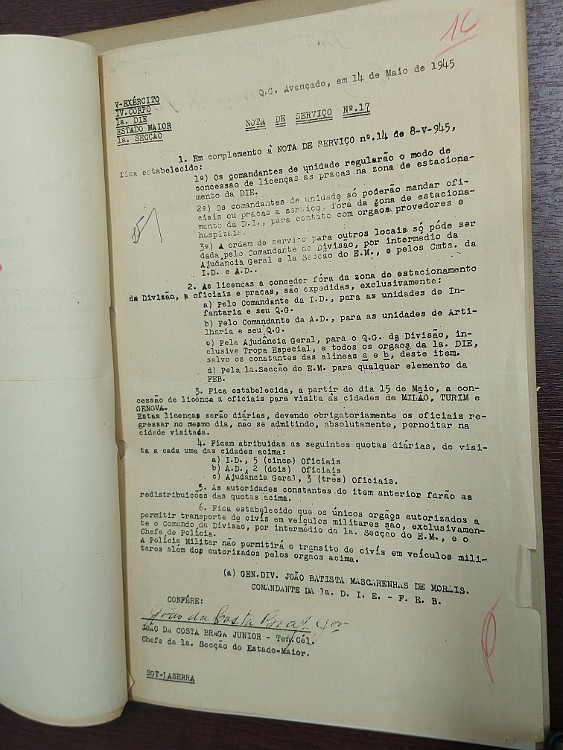 16
Q.G. Avançado, em 14 de Maio de 1945
V-EXÉRCITO
IV.CORPO
1a. DIE
ESTADO MAIOR
1a. SECÇÃO
NOTA DE SERVIÇO Nº.17
1. Em complemento à NOTA DE SERVIÇO nº.14 de 8-V-945,
fica estabelecido:
1º) Os comandantes de unidade regularão o modo de
concessão de licenças às praças na zona de estaciona-
mento da DIE.
2º) Os comandantes de unidade só poderão mandar ofi-
ciais ou praças a serviço, fóra da zona de estaciona-
mento da D.I., para contato com orgãos provedores e
hospitais.
3º) A ordem de serviço para outros locais só póde ser
dada pelo Comandante da Divisão, por intermédio da
Ajudância Geral e 1a Secção do E.M., e pelos Cmts. da
I.D. e A.D..
2. As licenças a conceder fóra da zona de estacionamento
da Divisão, a oficiais e praças, são expedidas, exclusivamente:
a) Pelo Comandante da I.D., para as unidades de In-
fantaria e seu Q.G.
b) Pelo Comandante da A.D., para as unidades de Arti-
lharia e seu Q.G.
c) Pela Ajudância Geral, para o Q.G. da Divisão, in-
clusive Tropa Especial, e todos os orgãos da 1a. DIE,
salvo os constantes das alineas a e b, deste item.
d) Pela 1a.Secção do E.M. para qualquer elemento da
FEB.
3. Fica estabelecida, a partir do dia 15 de Maio, a con-
cessão de licença a oficiais para visita às cidades de MILÃO, TURIM e
GENOVA.
Estas licenças serão diárias, devendo obrigatoriamente os oficiais re-
gressar no mesmo dia, não se admitindo, absolutamente, pernoitar na
cidade visitada.
4. Ficam atribuidas as seguintes quotas diárias, de visi-
ta a cada uma das cidades acima:
a) I.D., 5 (cinco) Oficiais
b) A.D., 2 (dois) Oficiais
c) Ajudância Geral, 3 (três) Oficiais.
5. As autoridades constantes do item anterior farão as
redistribuições das quotas acima.
6. Fica estabelecido que os únicos orgãos autorizados a
permitir transporte de civis em veículos militares são, exclusivamen-
te o Comando da Divisão, por intermédio da 1a. Secção do E.M., e o
Chefe de Polícia.
A Polícia Militar não permitirá o transito de civis em veículos mili-
tares além dos autorizados pelos orgãos acima.
(a) GEN.DIV. JOÃO BATISTA MASCARENHAS DE MORAIS.
COMANDANTE DA 1a. D. I. E. - F. E. B.
CONFÉRE:
João da Costa Braga Jor
JOÃO DA COSTA BRAGA JUNIOR - Ten.Cél.
Chefe da 1a. Secção do Estado-Maior.
SGT-LASERRA